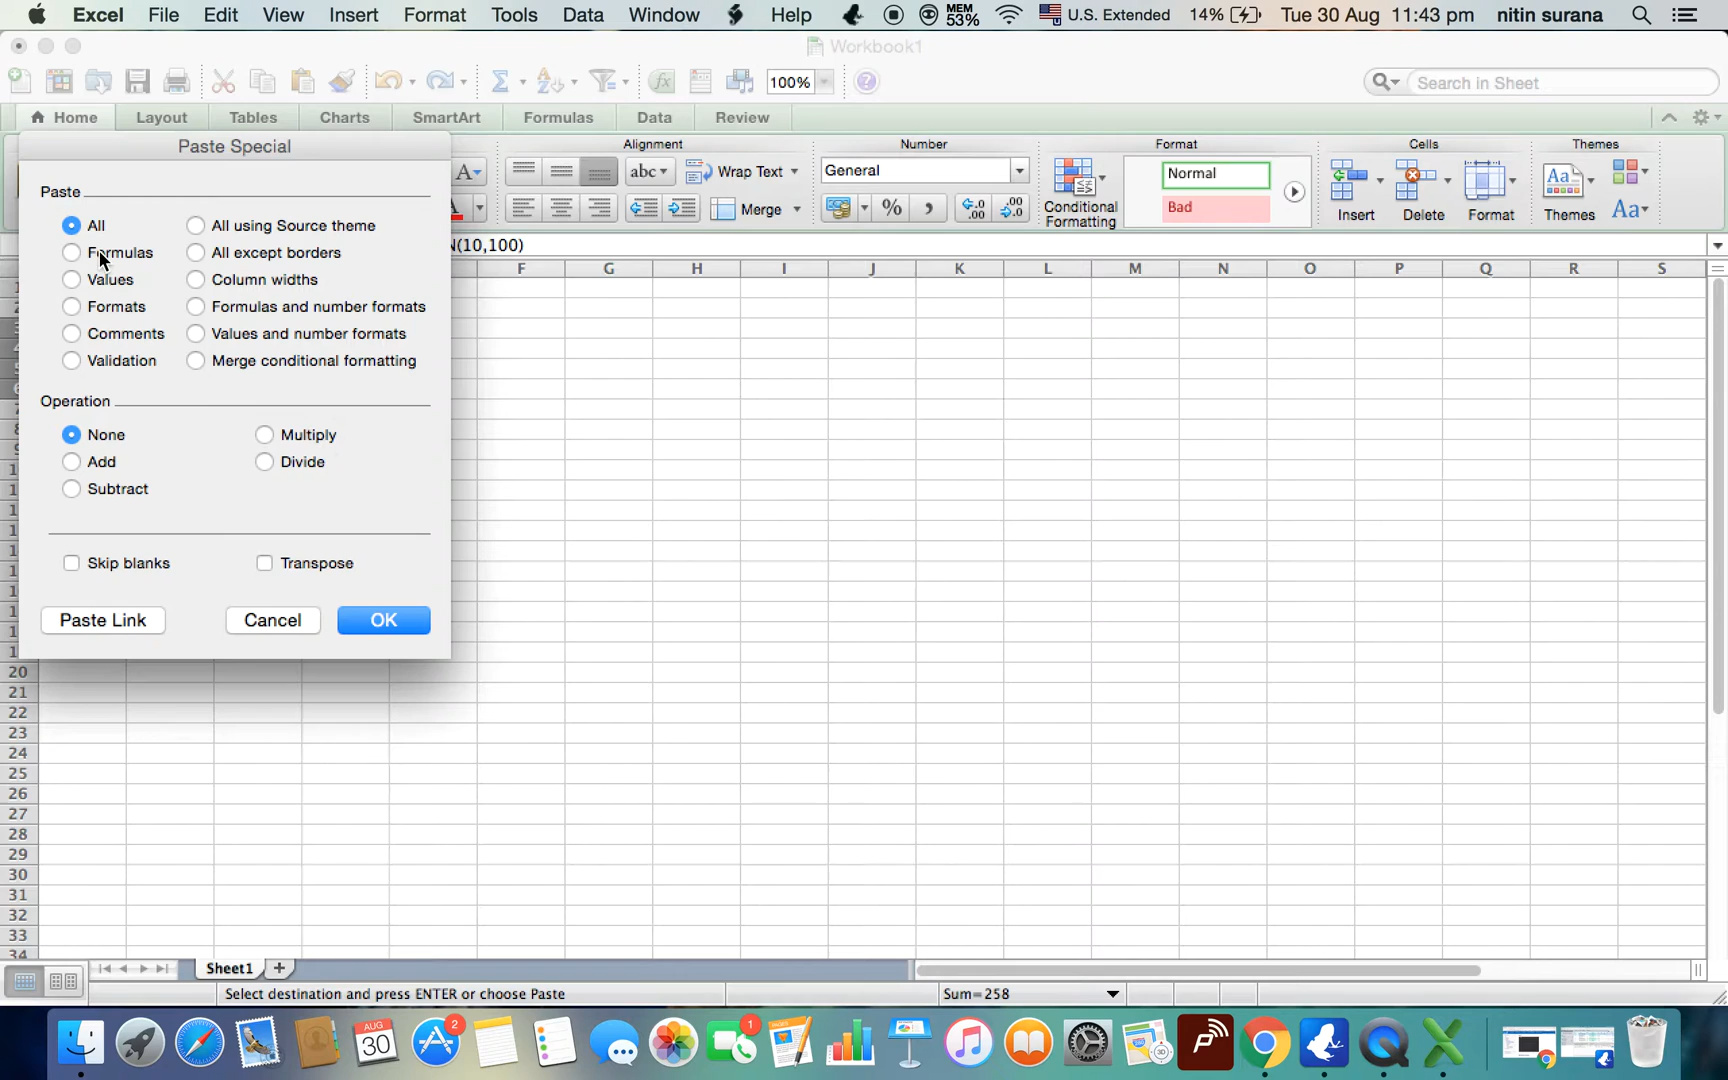 Excel File Edit View Insert Format Tools Data Window Help MEM 53% U.S. Extended 14% Tue 30 Aug 11:43 pm nitin surana
Workbook1
100% Search in Sheet
Home Layout Tables Charts SmartArt Formulas Data Review
Alignment Number Format Cells Themes
abc Wrap Text General Normal
Merge % Conditional Formatting Bad Insert Delete Format Themes Aa
N(10,100)
F G H I J K L M N O P Q R S
Paste Special
Paste
All All using Source theme
Formulas All except borders
Values Column widths
Formats Formulas and number formats
Comments Values and number formats
Validation Merge conditional formatting
Operation
None Multiply
Add Divide
Subtract
Skip blanks Transpose
Paste Link Cancel OK
20
21
22
23
24
25
26
27
28
29
30
31
32
33
34
Sheet1
Select destination and press ENTER or choose Paste Sum=258
AUG 30 2 1